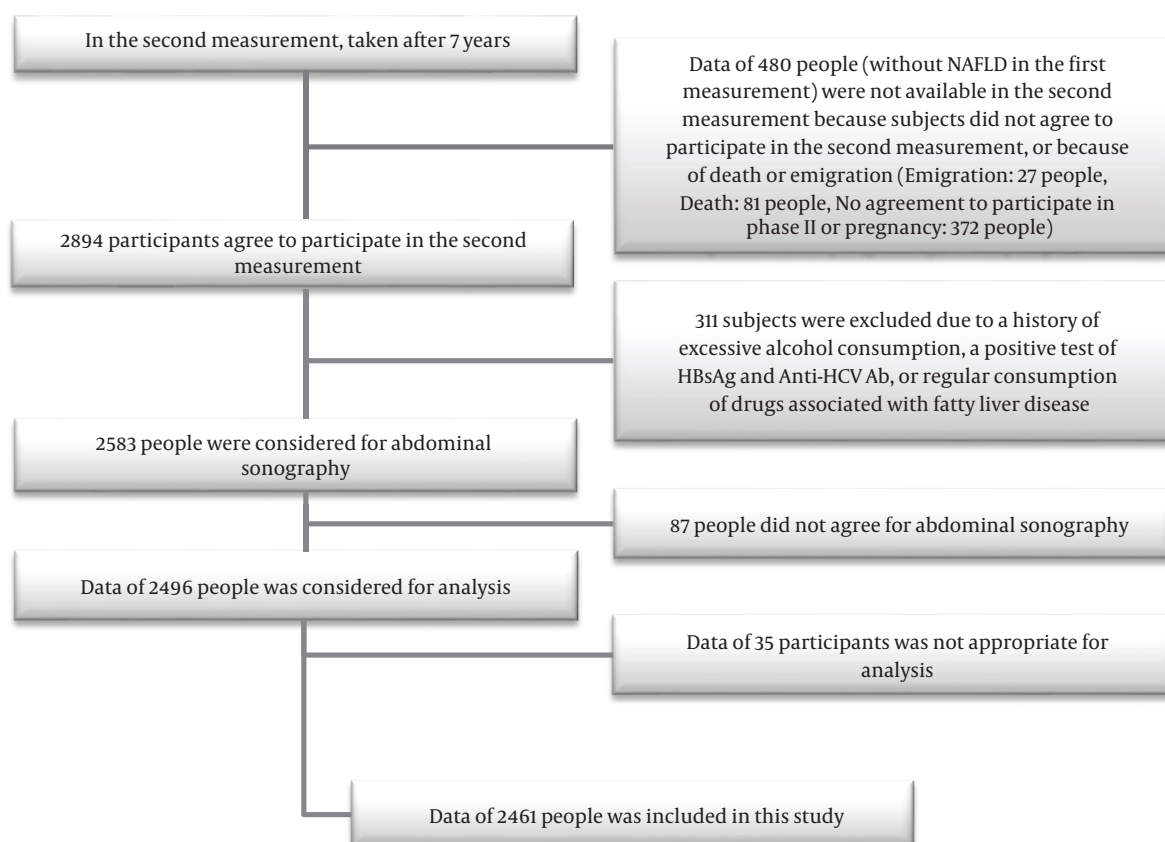 In the second measurement, taken after 7 years
Data of 480 people (without NAFLD in the first
measurement) were not available in the second
measurement because subjects did not agree to
participate in the second measurement, or because
of death or emigration (Emigration: 27 people,
Death: 81 people, No agreement to participate in
phase II or pregnancy: 372 people)
2894 participants agree to participate in the second
measurement
311 subjects were excluded due to a history of
excessive alcohol consumption, a positive test of
HBsAg and Anti-HCV Ab, or regular consumption
of drugs associated with fatty liver disease
2583 people were considered for abdominal
sonography
87 people did not agree for abdominal sonography
Data of 2496 people was considered for analysis
Data of 35 participants was not appropriate for
analysis
Data of 2461 people was included in this study